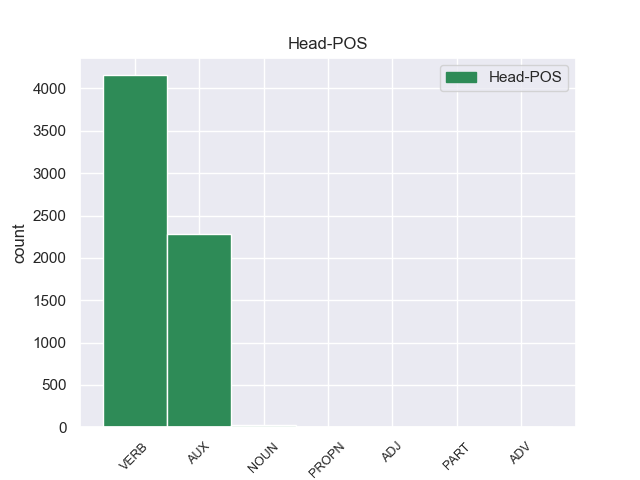 Head-POS
Head-POS
count
4000
3500
3000
2500
2000
1500
1000
500
0
VERB
AUX
NOUN
PROPN
ADJ
PART
ADV